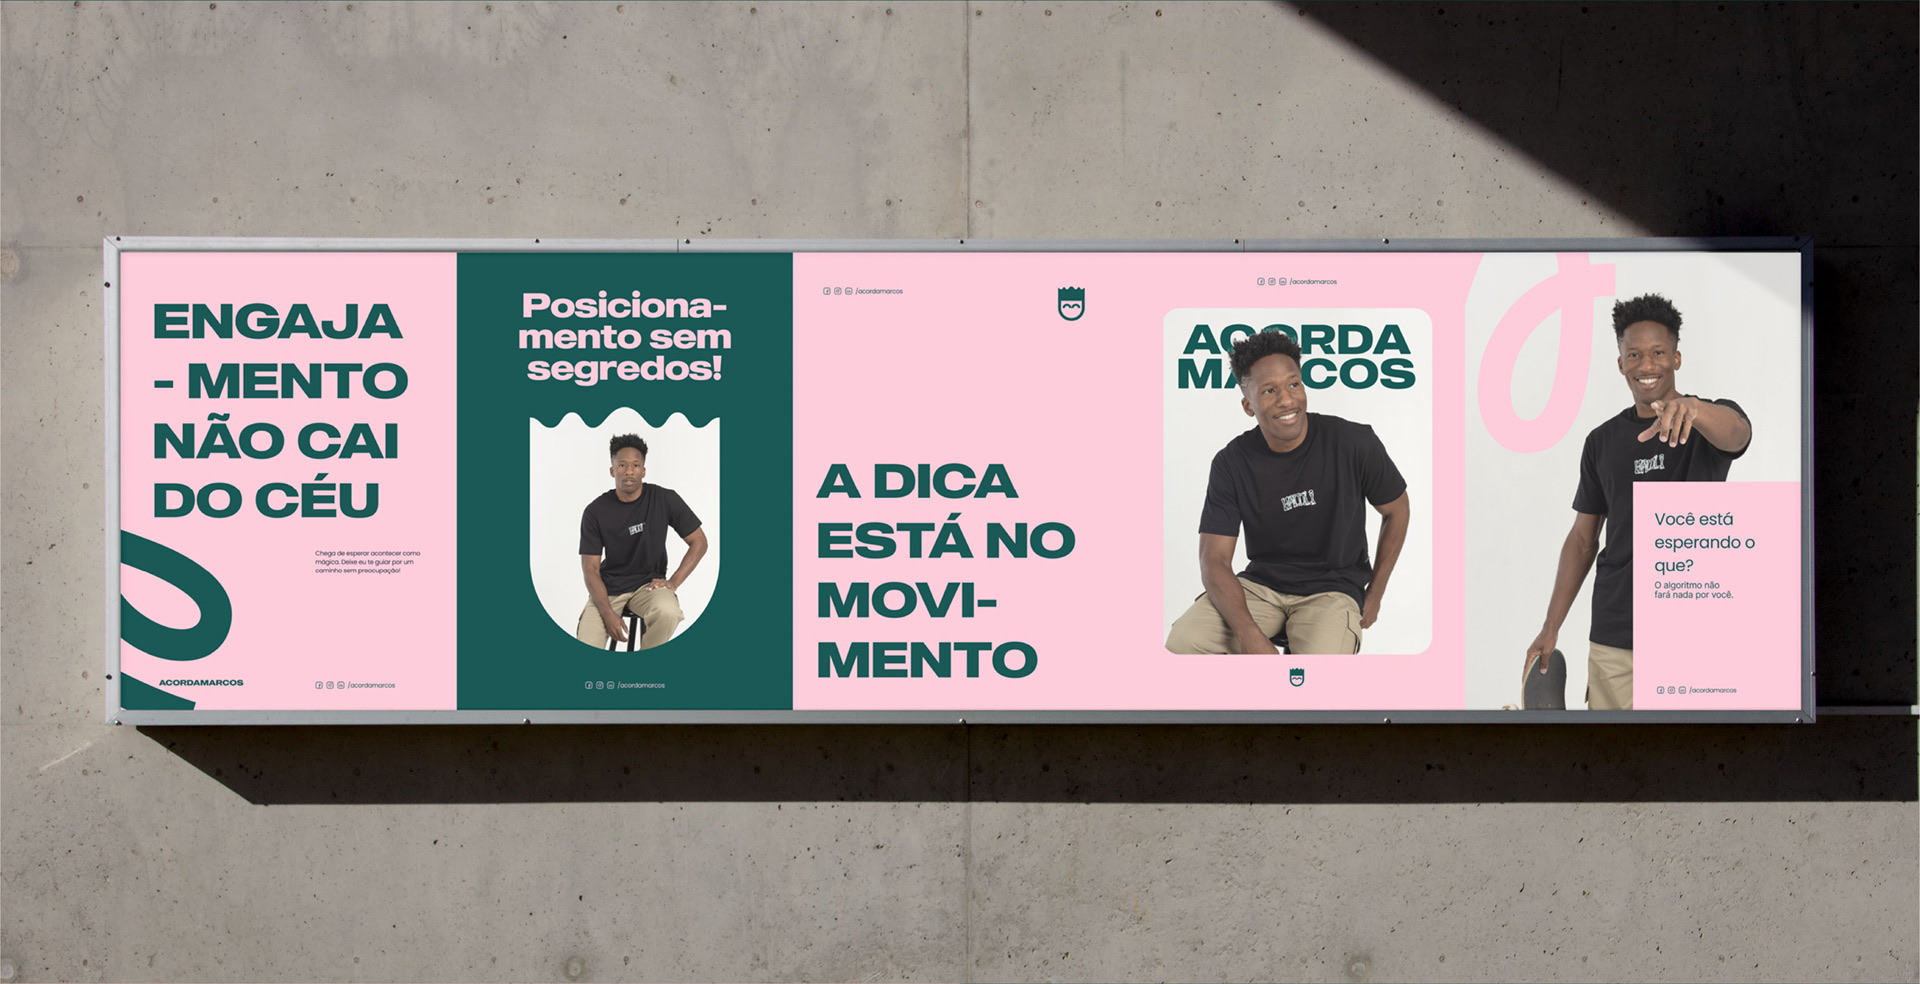 ENGAJA
- MENTO
NÃO CAI
DO CÉU
Chega de esperar acontecer como
mágica. Deixe eu te guiar por um
caminho sem preocupação!
ACORDAMARCOS
/acordamarcos
Posiciona-
mento sem
segredos!
/acordamarcos
/acordamarcos
A DICA
ESTÁ NO
MOVI-
MENTO
/acordamarcos
ACORDA
MARCOS
Você está
esperando o
que?
O algoritmo não
fará nada por você.
/acordamarcos